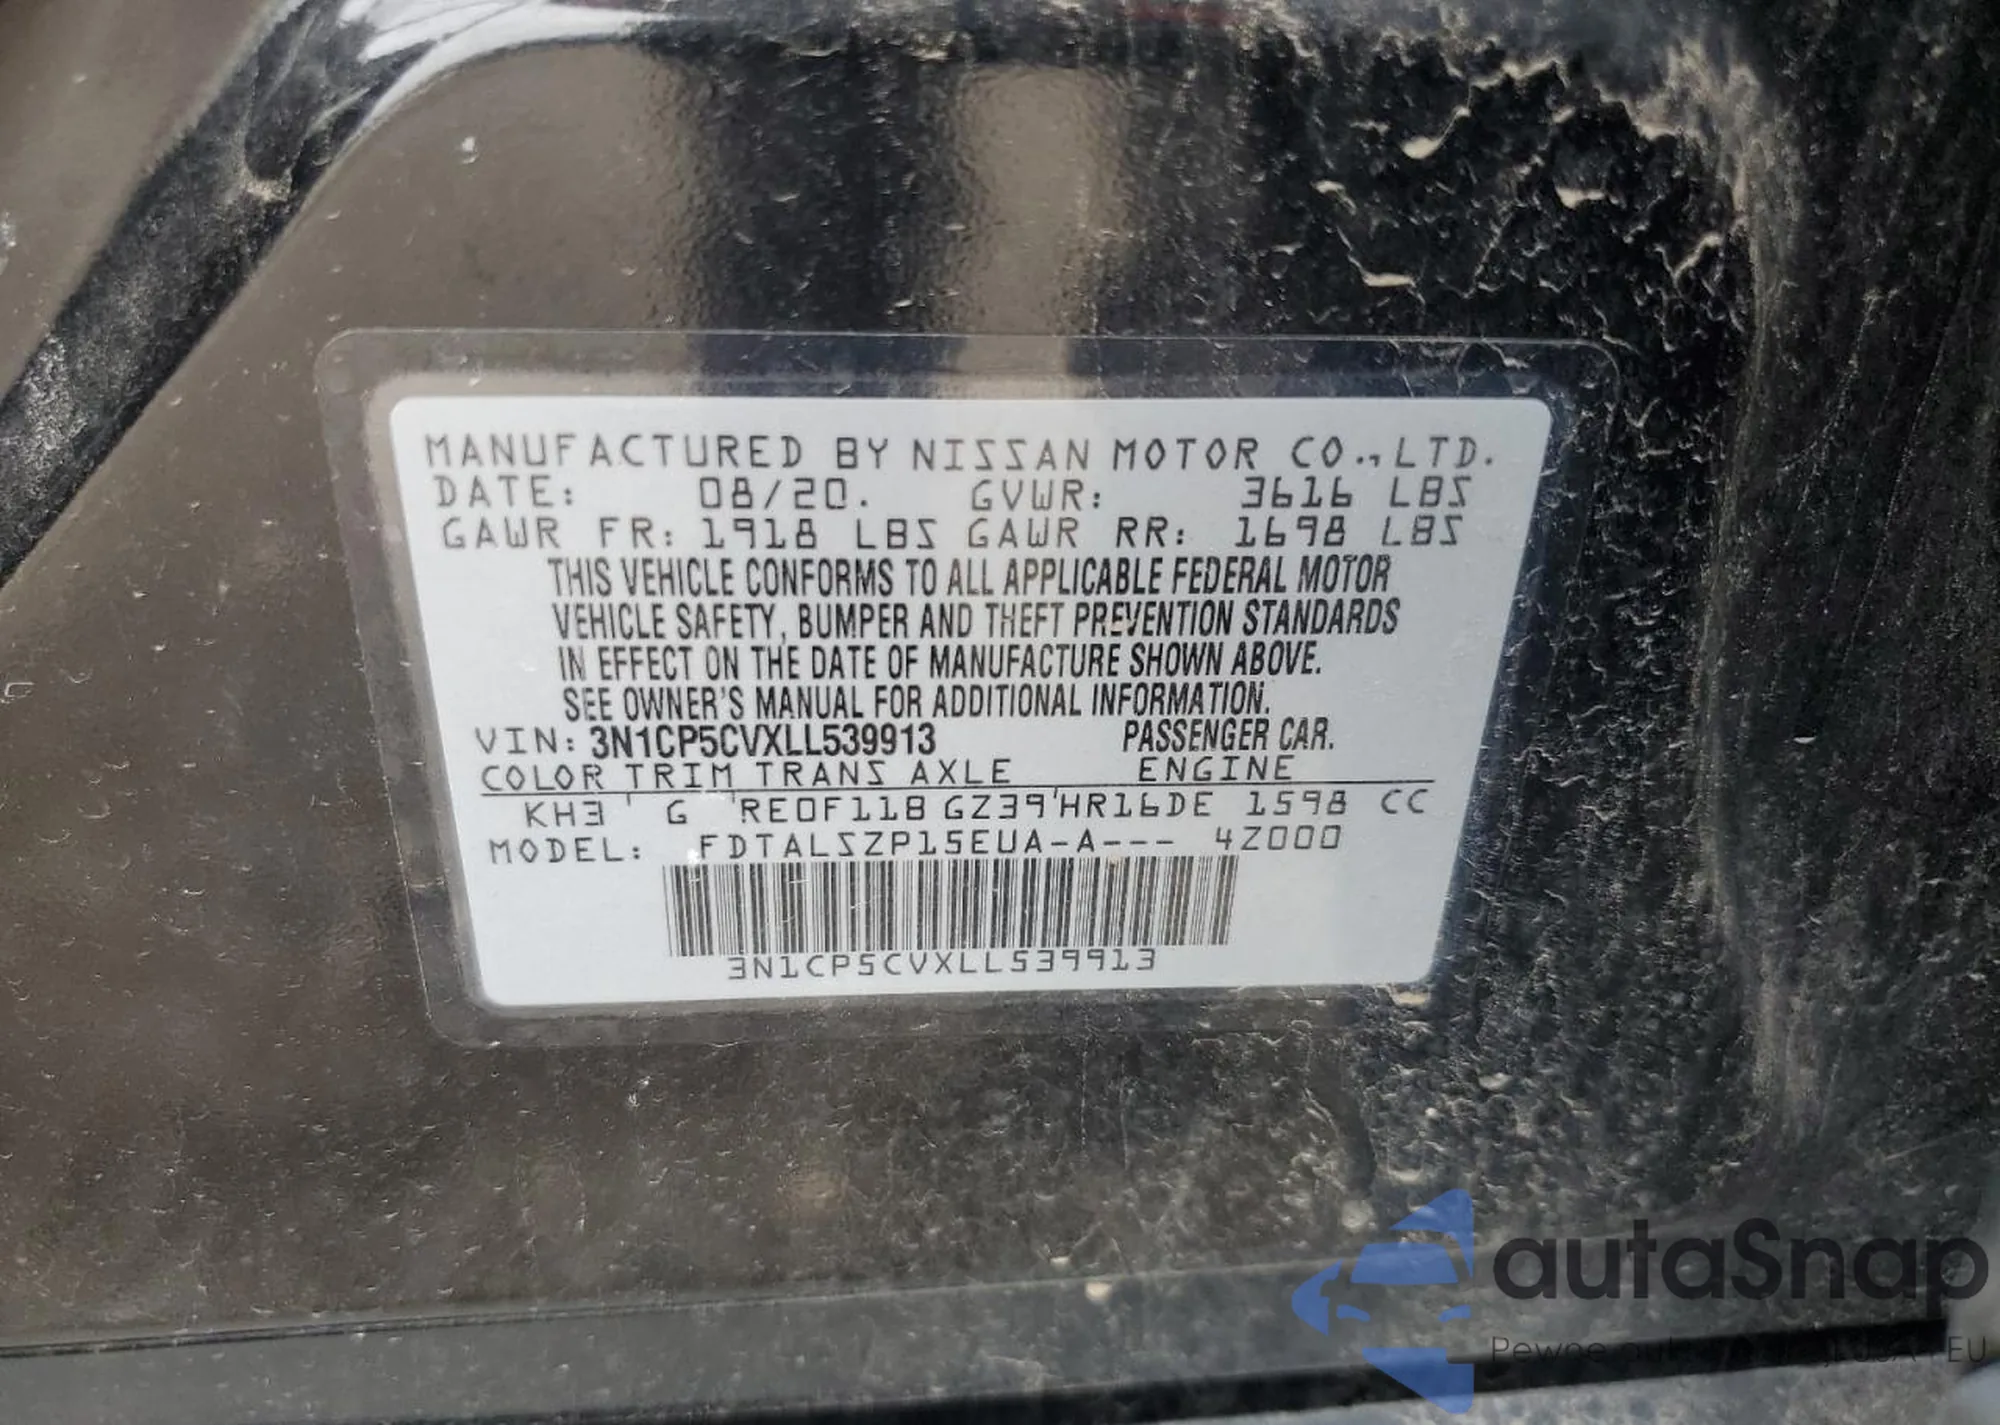 MANUFACTURED BY NISSAN MOTOR CO., LTD.
DATE: 08/20. GVWR: 3616 LBS
GAWR FR: 1918 LBS GAWR RR: 1698 LBS
THIS VEHICLE CONFORMS TO ALL APPLICABLE FEDERAL MOTOR
VEHICLE SAFETY, BUMPER AND THEFT PREVENTION STANDARDS
IN EFFECT ON THE DATE OF MANUFACTURE SHOWN ABOVE.
SEE OWNER'S MANUAL FOR ADDITIONAL INFORMATION.
VIN: 3N1CP5CVXLL539913 PASSENGER CAR.
COLOR TRIM TRANS AXLE ENGINE
KH3 ' G 'RE0F11B GZ39'HR16DE 1598 CC
MODEL: FDTALSZP15EUA-A--- 4Z000
3N1CP5CVXLL539913
autaSnap
Pewne EU